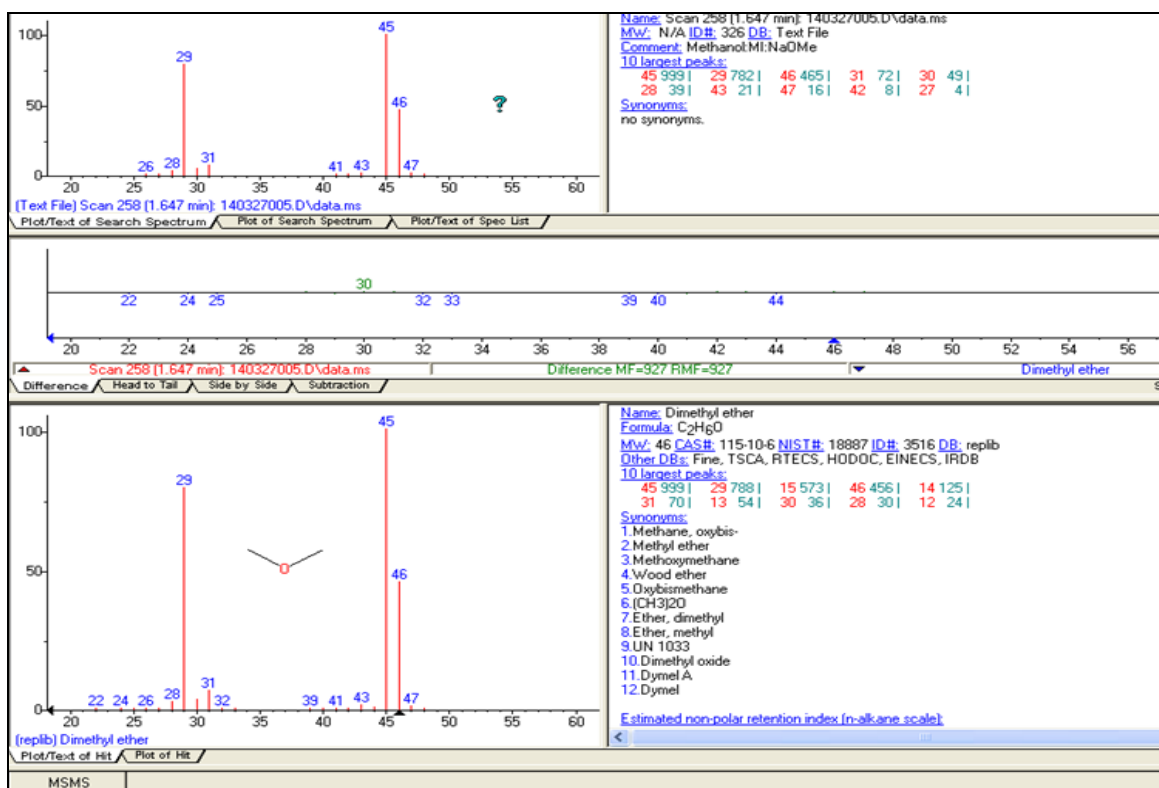 100
50
0
29
45
46
?
26
28
31
41
43
47
20 25 30 35 40 45 50 55 60
(Text File) Scan 258 (1.647 min): 140327005.D\data.ms
Plot/Text of Search Spectrum Plot of Search Spectrum Plot/Text of Spec List
Name: Scan 258 (1.647 min): 140327005.D\data.ms
MW: N/A ID#: 326 DB: Text File
Comment: Methanol:MI:NaOMe
10 largest peaks:
45 999 | 29 782 | 46 465 | 31 72 | 30 49 |
28 39 | 43 21 | 47 16 | 42 8 | 27 4 |
Synonyms:
no synonyms.
30
22 24 25 32 33 39 40 44
20 22 24 26 28 30 32 34 36 38 40 42 44 46 48 50 52 54 56
Scan 258 (1.647 min): 140327005.D\data.ms Difference MF=927 RMF=927 Dimethyl ether
Difference Head to Tail Side by Side Subtraction S
100
50
0
29
45
46
O
22 24 26 28 31 32 39 41 43 47
20 25 30 35 40 45 50 55 60
(replib) Dimethyl ether
Plot/Text of Hit Plot of Hit
Name: Dimethyl ether
Formula: C₂H₆O
MW: 46 CAS#: 115-10-6 NIST#: 18887 ID#: 3516 DB: replib
Other DBs: Fine, TSCA, RTECS, HODOC, EINECS, IRDB
10 largest peaks:
45 999 | 29 788 | 15 573 | 46 456 | 14 125 |
31 70 | 13 54 | 30 36 | 28 30 | 12 24 |
Synonyms:
1.Methane, oxybis-
2.Methyl ether
3.Methoxymethane
4.Wood ether
5.Oxybismethane
6.(CH3)2O
7.Ether, dimethyl
8.Ether, methyl
9.UN 1033
10.Dimethyl oxide
11.Dymel A
12.Dymel
Estimated non-polar retention index (n-alkane scale):
MSMS